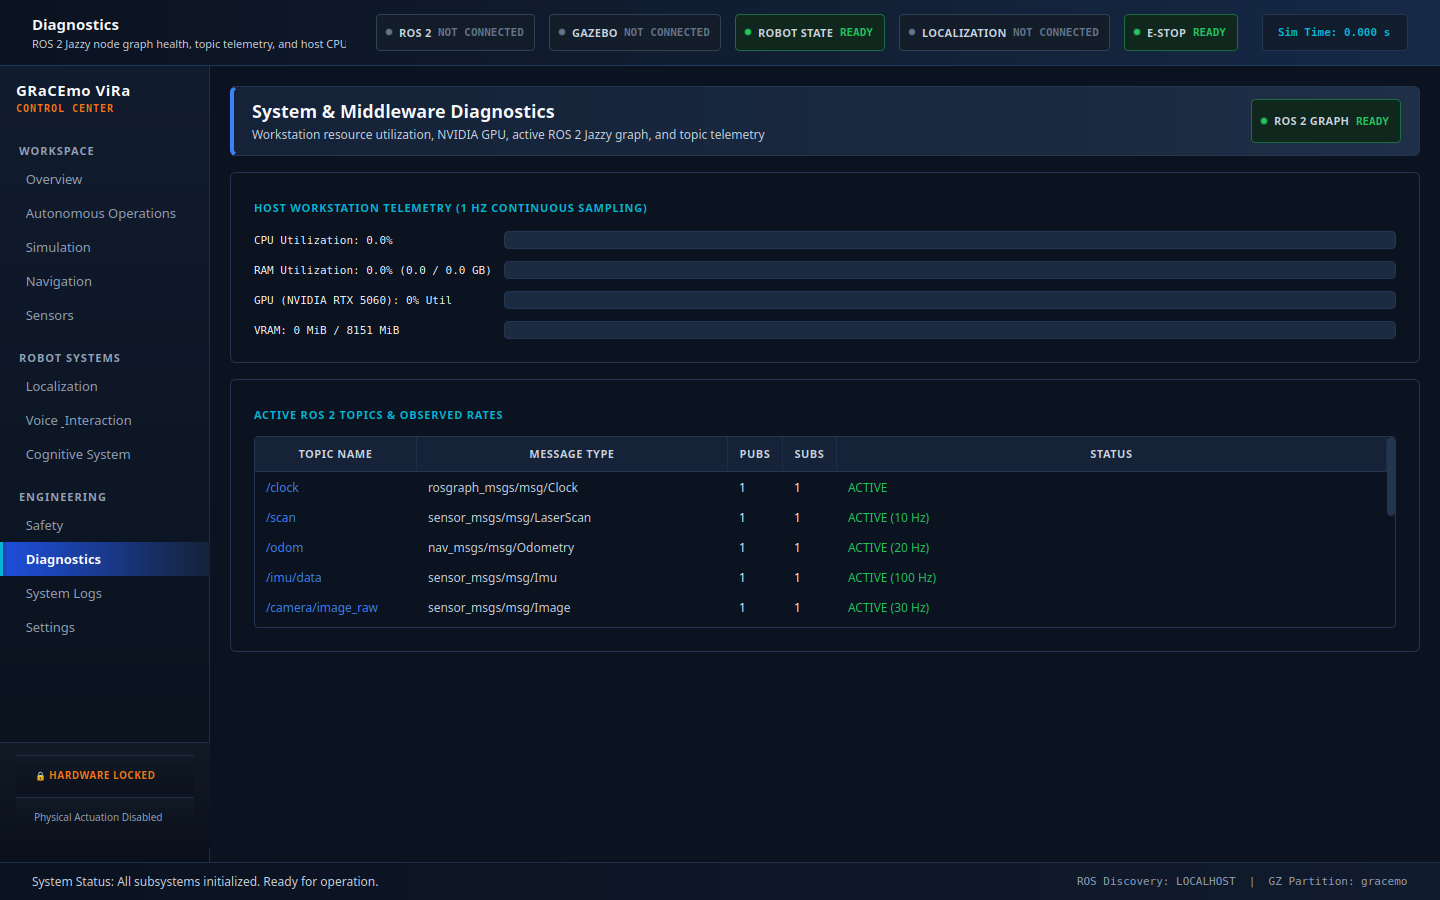 Diagnostics
ROS 2 Jazzy node graph health, topic telemetry, and host CPU
ROS 2 NOT CONNECTED
GAZEBO NOT CONNECTED
ROBOT STATE READY
LOCALIZATION NOT CONNECTED
E-STOP READY
Sim Time: 0.000 s
GRaCEmo ViRa
CONTROL CENTER
WORKSPACE
Overview
Autonomous Operations
Simulation
Navigation
Sensors
ROBOT SYSTEMS
Localization
Voice _Interaction
Cognitive System
ENGINEERING
Safety
Diagnostics
System Logs
Settings
HARDWARE LOCKED
Physical Actuation Disabled
System & Middleware Diagnostics
Workstation resource utilization, NVIDIA GPU, active ROS 2 Jazzy graph, and topic telemetry
ROS 2 GRAPH READY
HOST WORKSTATION TELEMETRY (1 HZ CONTINUOUS SAMPLING)
CPU Utilization: 0.0%
RAM Utilization: 0.0% (0.0 / 0.0 GB)
GPU (NVIDIA RTX 5060): 0% Util
VRAM: 0 MiB / 8151 MiB
ACTIVE ROS 2 TOPICS & OBSERVED RATES
TOPIC NAME MESSAGE TYPE PUBS SUBS STATUS
/clock rosgraph_msgs/msg/Clock 1 1 ACTIVE
/scan sensor_msgs/msg/LaserScan 1 1 ACTIVE (10 Hz)
/odom nav_msgs/msg/Odometry 1 1 ACTIVE (20 Hz)
/imu/data sensor_msgs/msg/Imu 1 1 ACTIVE (100 Hz)
/camera/image_raw sensor_msgs/msg/Image 1 1 ACTIVE (30 Hz)
System Status: All subsystems initialized. Ready for operation.
ROS Discovery: LOCALHOST | GZ Partition: gracemo